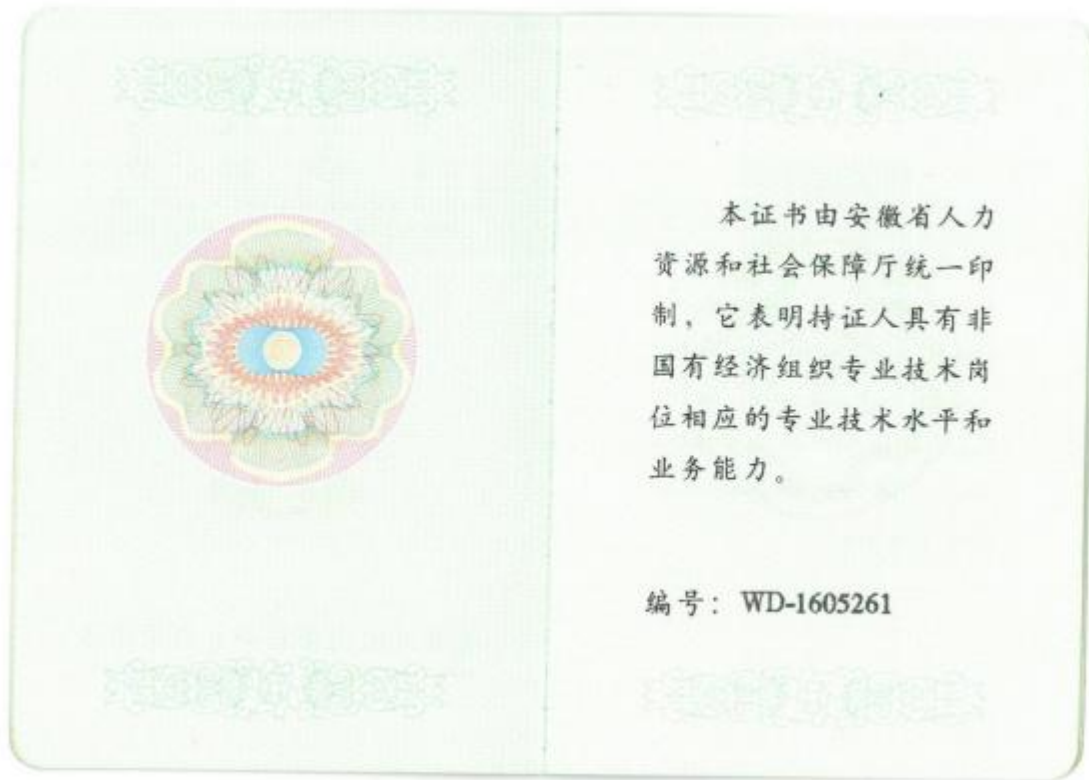 本证书由安徽省人力
资源和社会保障厅统一印
制，它表明持证人具有非
国有经济组织专业技术岗
位相应的专业技术水平和
业务能力。
编号：WD-1605261